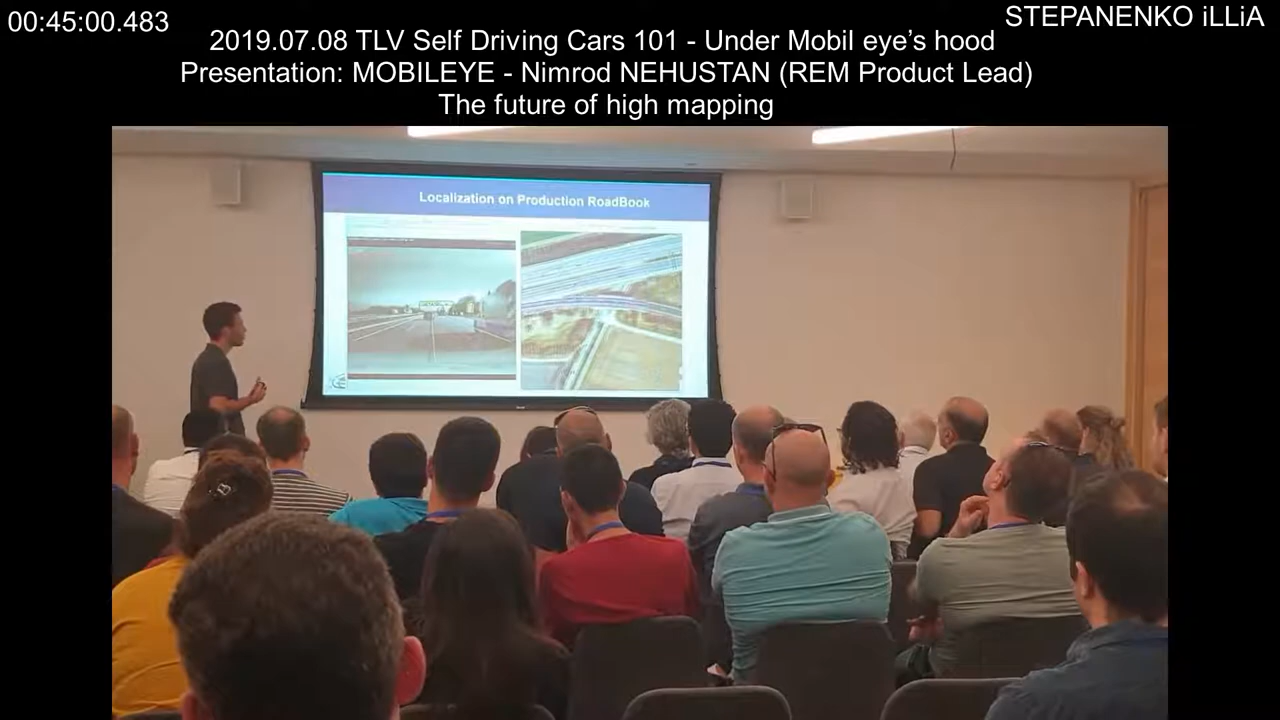 00:45:00.483
STEPANENKO iLLiA
2019.07.08 TLV Self Driving Cars 101 - Under Mobil eye’s hood
Presentation: MOBILEYE - Nimrod NEHUSTAN (REM Product Lead)
The future of high mapping
Localization on Production RoadBook